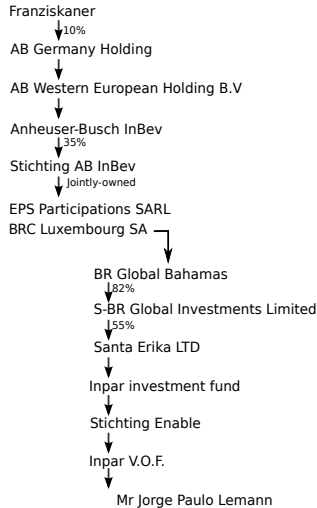 Franziskaner
10%
AB Germany Holding
AB Western European Holding B.V
Anheuser-Busch InBev
35%
Stichting AB InBev
Jointly-owned
EPS Participations SARL
BRC Luxembourg SA
BR Global Bahamas
82%
S-BR Global Investments Limited
55%
Santa Erika LTD
Inpar investment fund
Stichting Enable
Inpar V.O.F.
Mr Jorge Paulo Lemann